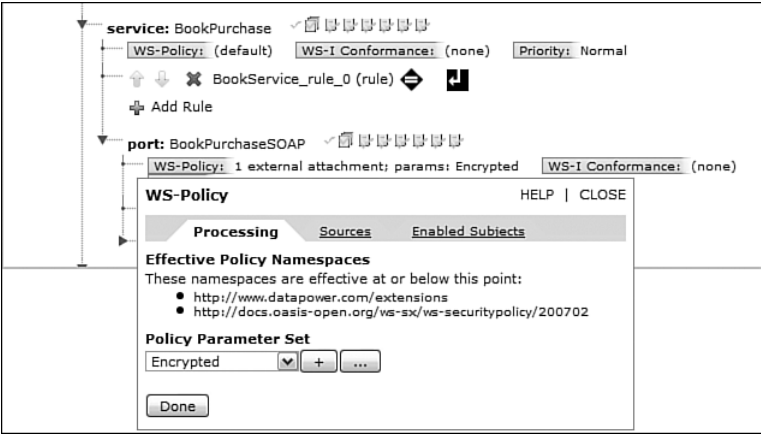 service: BookPurchase
WS-Policy: (default) WS-I Conformance: (none) Priority: Normal
BookService_rule_0 (rule)
Add Rule
port: BookPurchaseSOAP
WS-Policy: 1 external attachment; params: Encrypted WS-I Conformance: (none)
WS-Policy HELP | CLOSE
Processing Sources Enabled Subjects
Effective Policy Namespaces
These namespaces are effective at or below this point:
• http://www.datapower.com/extensions
• http://docs.oasis-open.org/ws-sx/ws-securitypolicy/200702
Policy Parameter Set
Encrypted + ...
Done